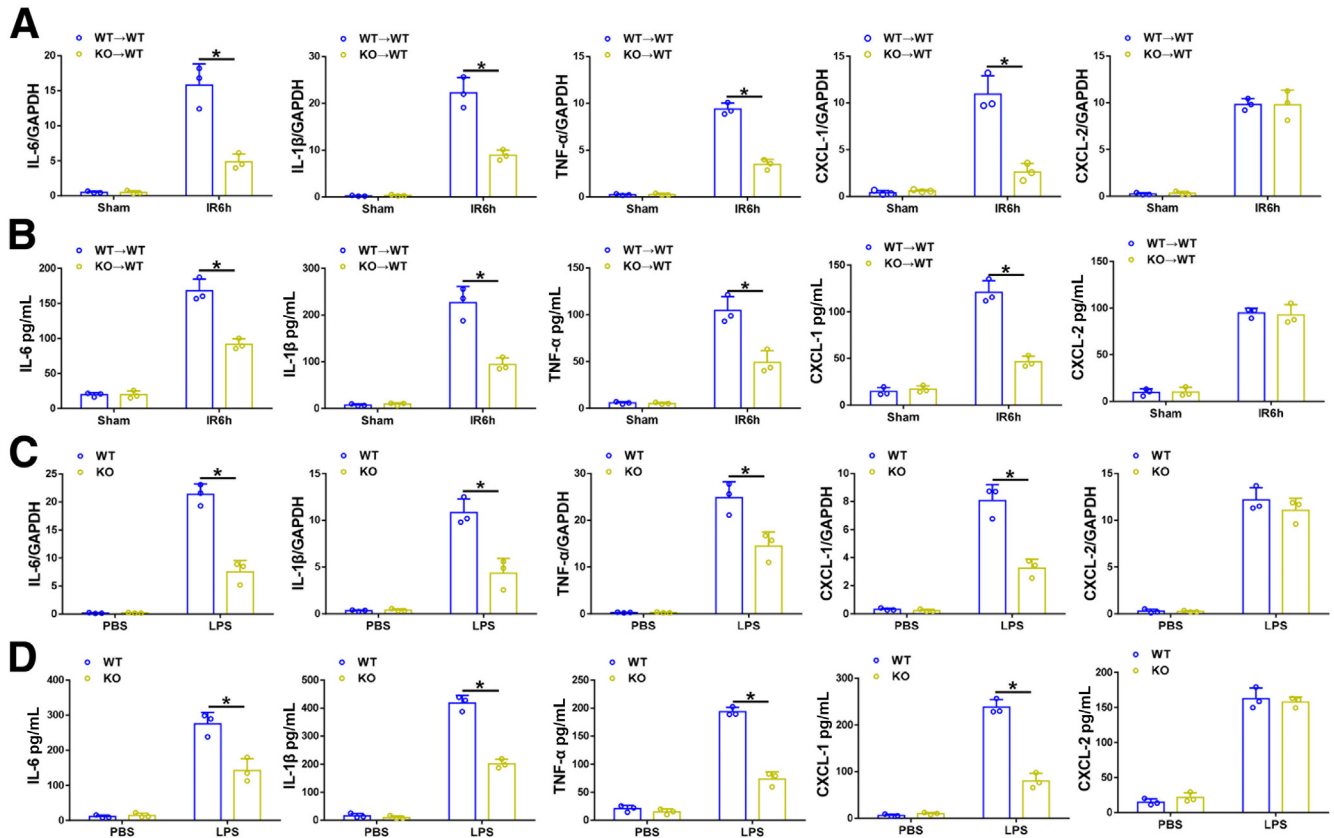 A
WT→WT
KO→WT
IL-6/GAPDH
20
15
10
5
0
Sham
IR6h
*
WT→WT
KO→WT
IL-1β/GAPDH
30
20
10
0
Sham
IR6h
*
WT→WT
KO→WT
TNF-α/GAPDH
15
10
5
0
Sham
IR6h
*
WT→WT
KO→WT
CXCL-1/GAPDH
15
10
5
0
Sham
IR6h
*
WT→WT
KO→WT
CXCL-2/GAPDH
15
10
5
0
Sham
IR6h
B
WT→WT
KO→WT
IL-6 pg/mL
200
150
100
50
0
Sham
IR6h
*
WT→WT
KO→WT
IL-1β pg/mL
300
200
100
0
Sham
IR6h
*
WT→WT
KO→WT
TNF-α pg/mL
150
100
50
0
Sham
IR6h
*
WT→WT
KO→WT
CXCL-1 pg/mL
150
100
50
0
Sham
IR6h
*
WT→WT
KO→WT
CXCL-2 pg/mL
150
100
50
0
Sham
IR6h
C
WT
KO
IL-6/GAPDH
25
20
15
10
5
0
PBS
LPS
*
WT
KO
IL-1β/GAPDH
15
10
5
0
PBS
LPS
*
WT
KO
TNF-α/GAPDH
30
20
10
0
PBS
LPS
*
WT
KO
CXCL-1/GAPDH
10
8
6
4
2
0
PBS
LPS
*
WT
KO
CXCL-2/GAPDH
15
10
5
0
PBS
LPS
D
WT
KO
IL-6 pg/mL
400
300
200
100
0
PBS
LPS
*
WT
KO
IL-1β pg/mL
500
400
300
200
100
0
PBS
LPS
*
WT
KO
TNF-α pg/mL
250
200
150
100
50
0
PBS
LPS
*
WT
KO
CXCL-1 pg/mL
300
200
100
0
PBS
LPS
*
WT
KO
CXCL-2 pg/mL
200
150
100
50
0
PBS
LPS